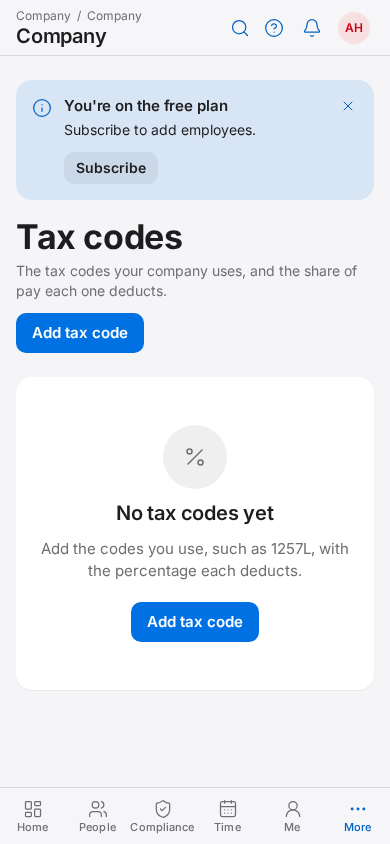 Company / Company
Company
AH
You're on the free plan
Subscribe to add employees.
Subscribe
Tax codes
The tax codes your company uses, and the share of
pay each one deducts.
Add tax code
No tax codes yet
Add the codes you use, such as 1257L, with
the percentage each deducts.
Add tax code
Home People Compliance Time Me More